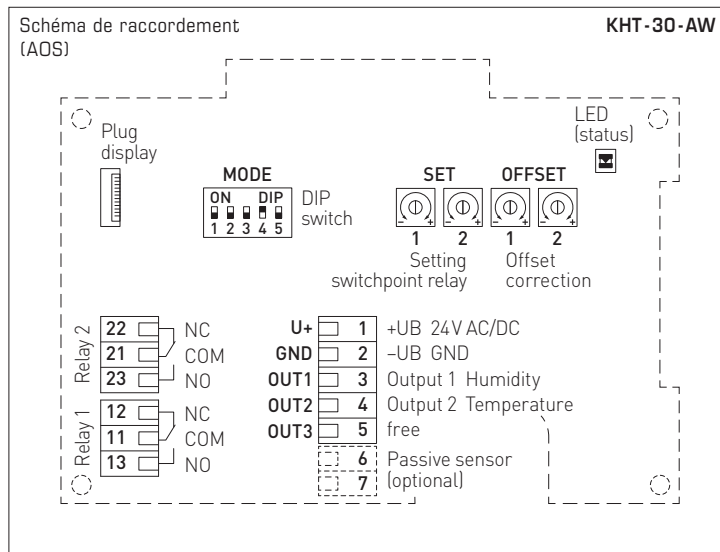 Schéma de raccordement
(AOS)
KHT-30-AW
Plug
display
MODE
ON DIP
1 2 3 4 5
DIP
switch
SET OFFSET
- + - + - + - +
1 2 1 2
Setting
switchpoint relay
Offset
correction
LED
(status)
Relay 2
22 NC
21 COM
23 NO
Relay 1
12 NC
11 COM
13 NO
U+ 1 +UB 24V AC/DC
GND 2 –UB GND
OUT1 3 Output 1 Humidity
OUT2 4 Output 2 Temperature
OUT3 5 free
6 Passive sensor
7 (optional)